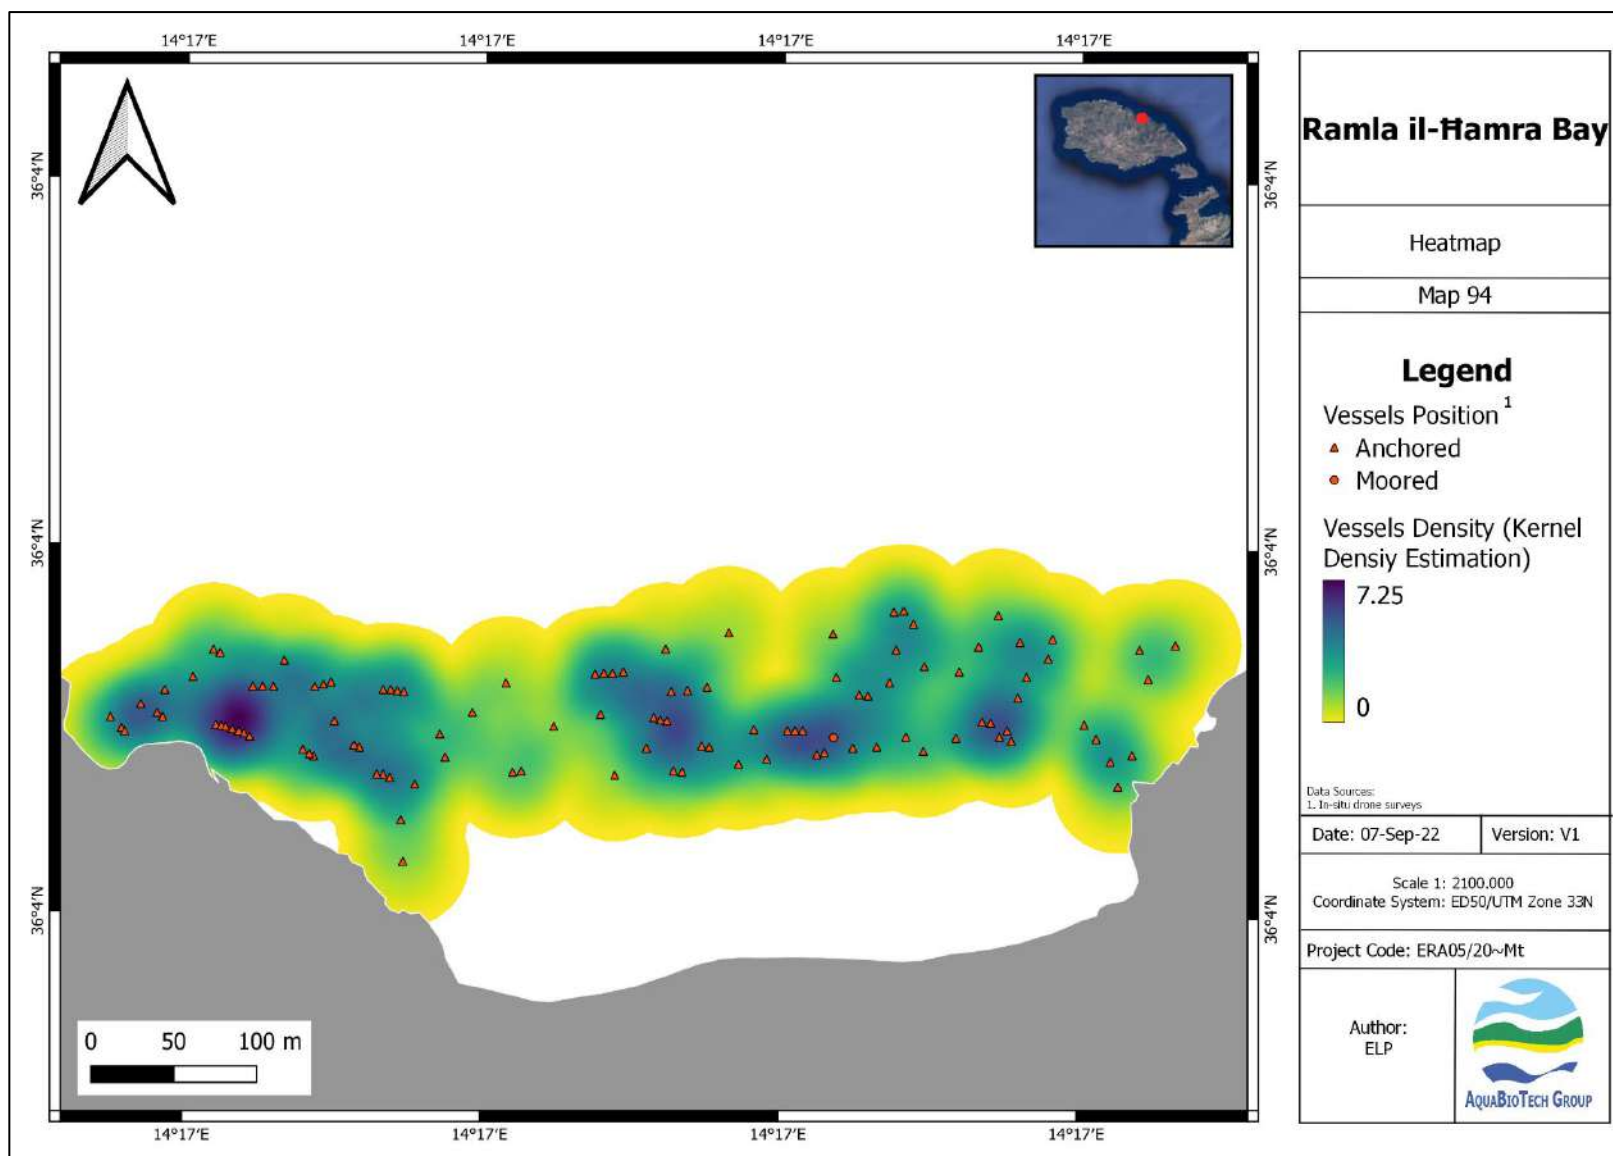 14°17'E 14°17'E 14°17'E 14°17'E
36°4'N 36°4'N
36°4'N 36°4'N
36°4'N 36°4'N
0 50 100 m
14°17'E 14°17'E 14°17'E 14°17'E
Ramla il-Ħamra Bay
Heatmap
Map 94
Legend
Vessels Position 1
Anchored
Moored
Vessels Density (Kernel
Densiy Estimation)
7.25
0
Data Sources:
1. In-situ drone surveys
Date: 07-Sep-22 Version: V1
Scale 1: 2100.000
Coordinate System: ED50/UTM Zone 33N
Project Code: ERA05/20~Mt
Author:
ELP
AQUABIOTECH GROUP